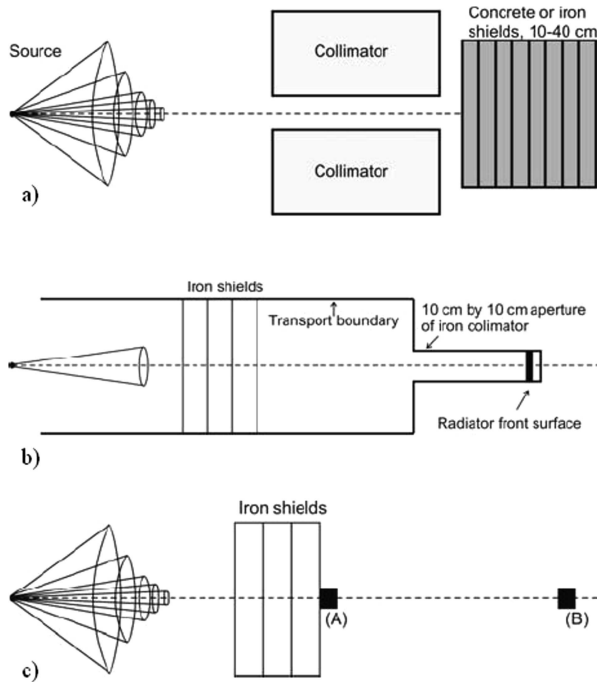 Concrete or iron
shields, 10-40 cm
Source
Collimator
Collimator
a)
Iron shields
Transport boundary
10 cm by 10 cm aperture
of iron colimator
Radiator front surface
b)
Iron shields
(A)
(B)
c)